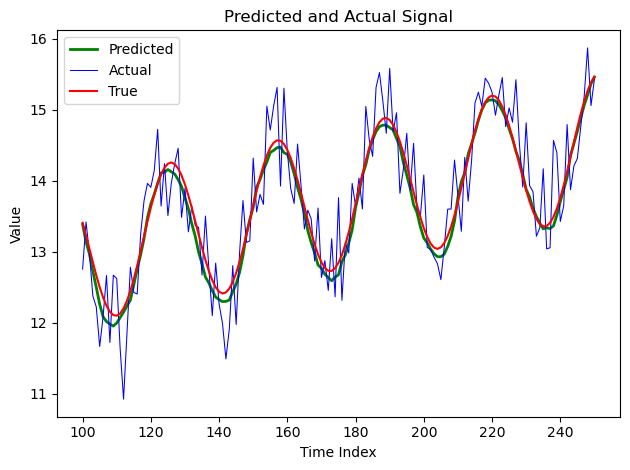 Predicted and Actual Signal
Predicted
Actual
True
16
15
14
13
12
11
Value
100 120 140 160 180 200 220 240
Time Index